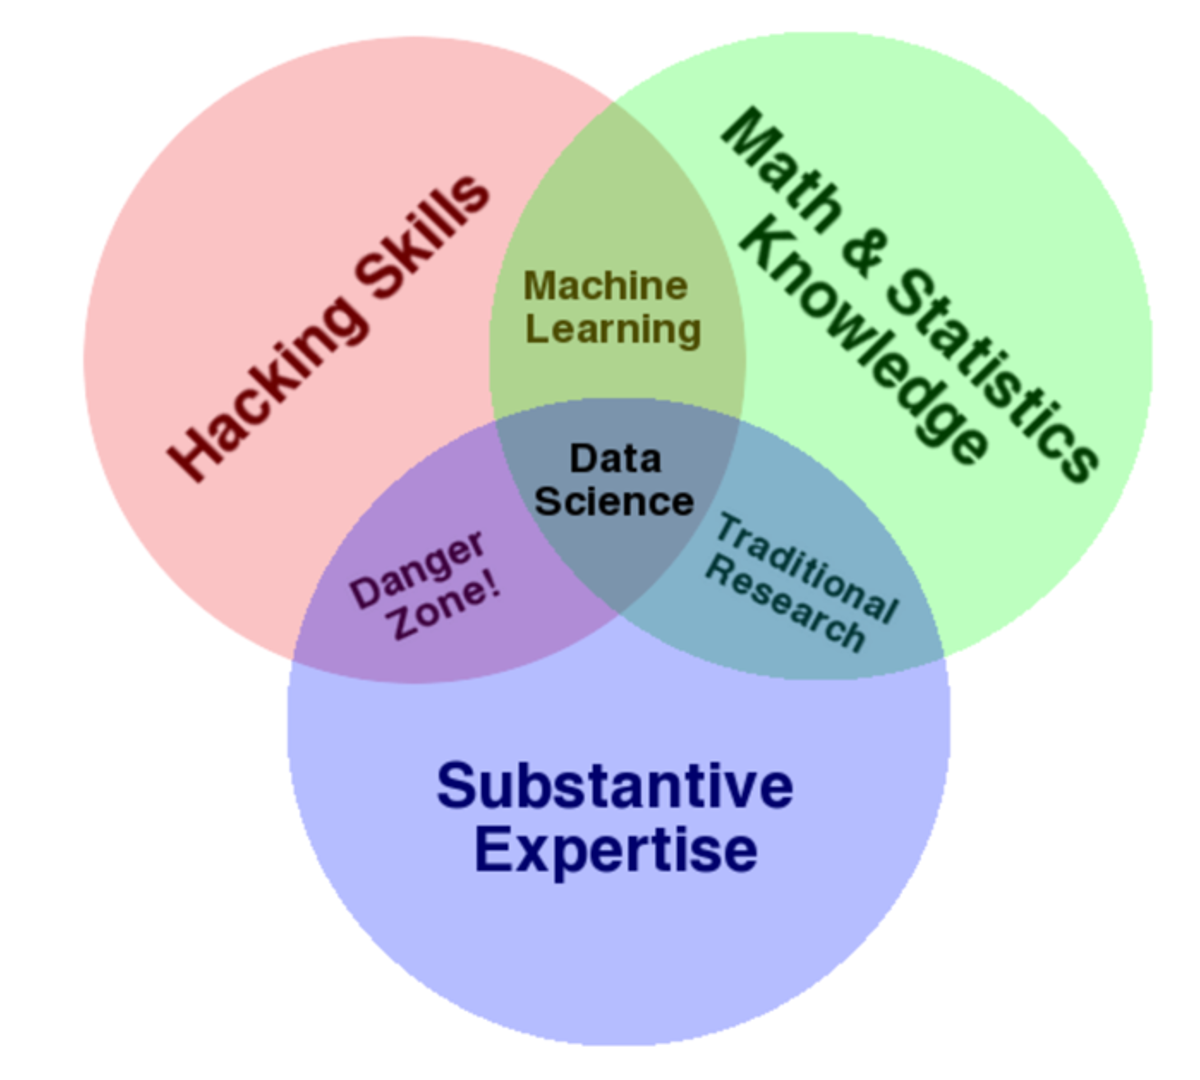 Hacking Skills
Math & Statistics
Knowledge
Machine
Learning
Data
Science
Danger
Zone!
Traditional
Research
Substantive
Expertise